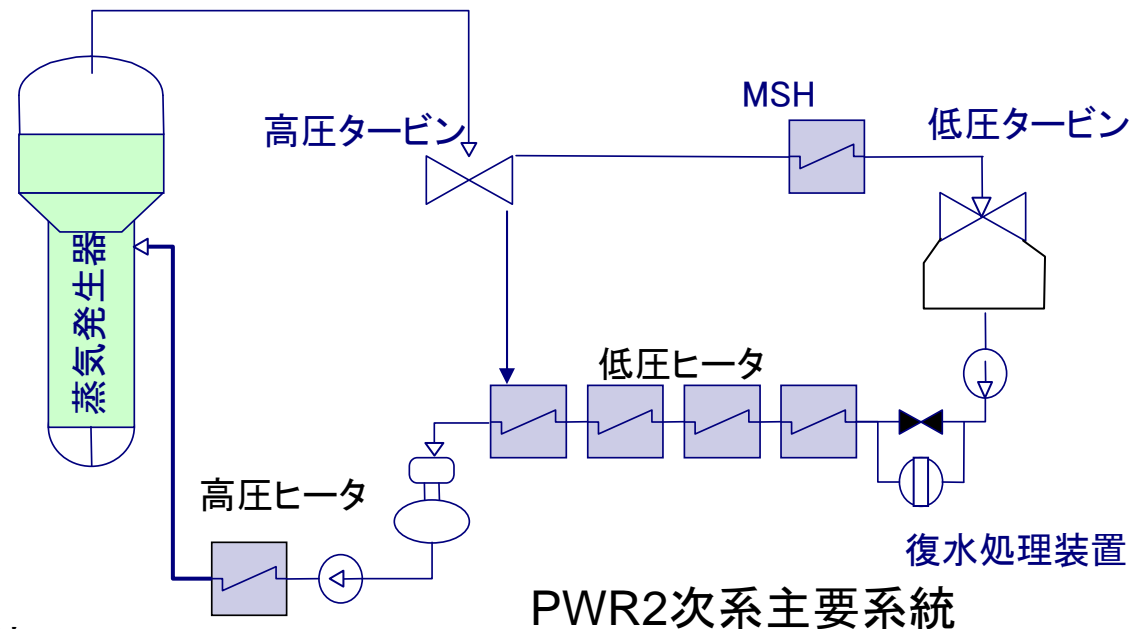 MSH
高圧タービン
低圧タービン
蒸気発生器
低圧ヒータ
高圧ヒータ
復水処理装置
PWR2次系主要系統